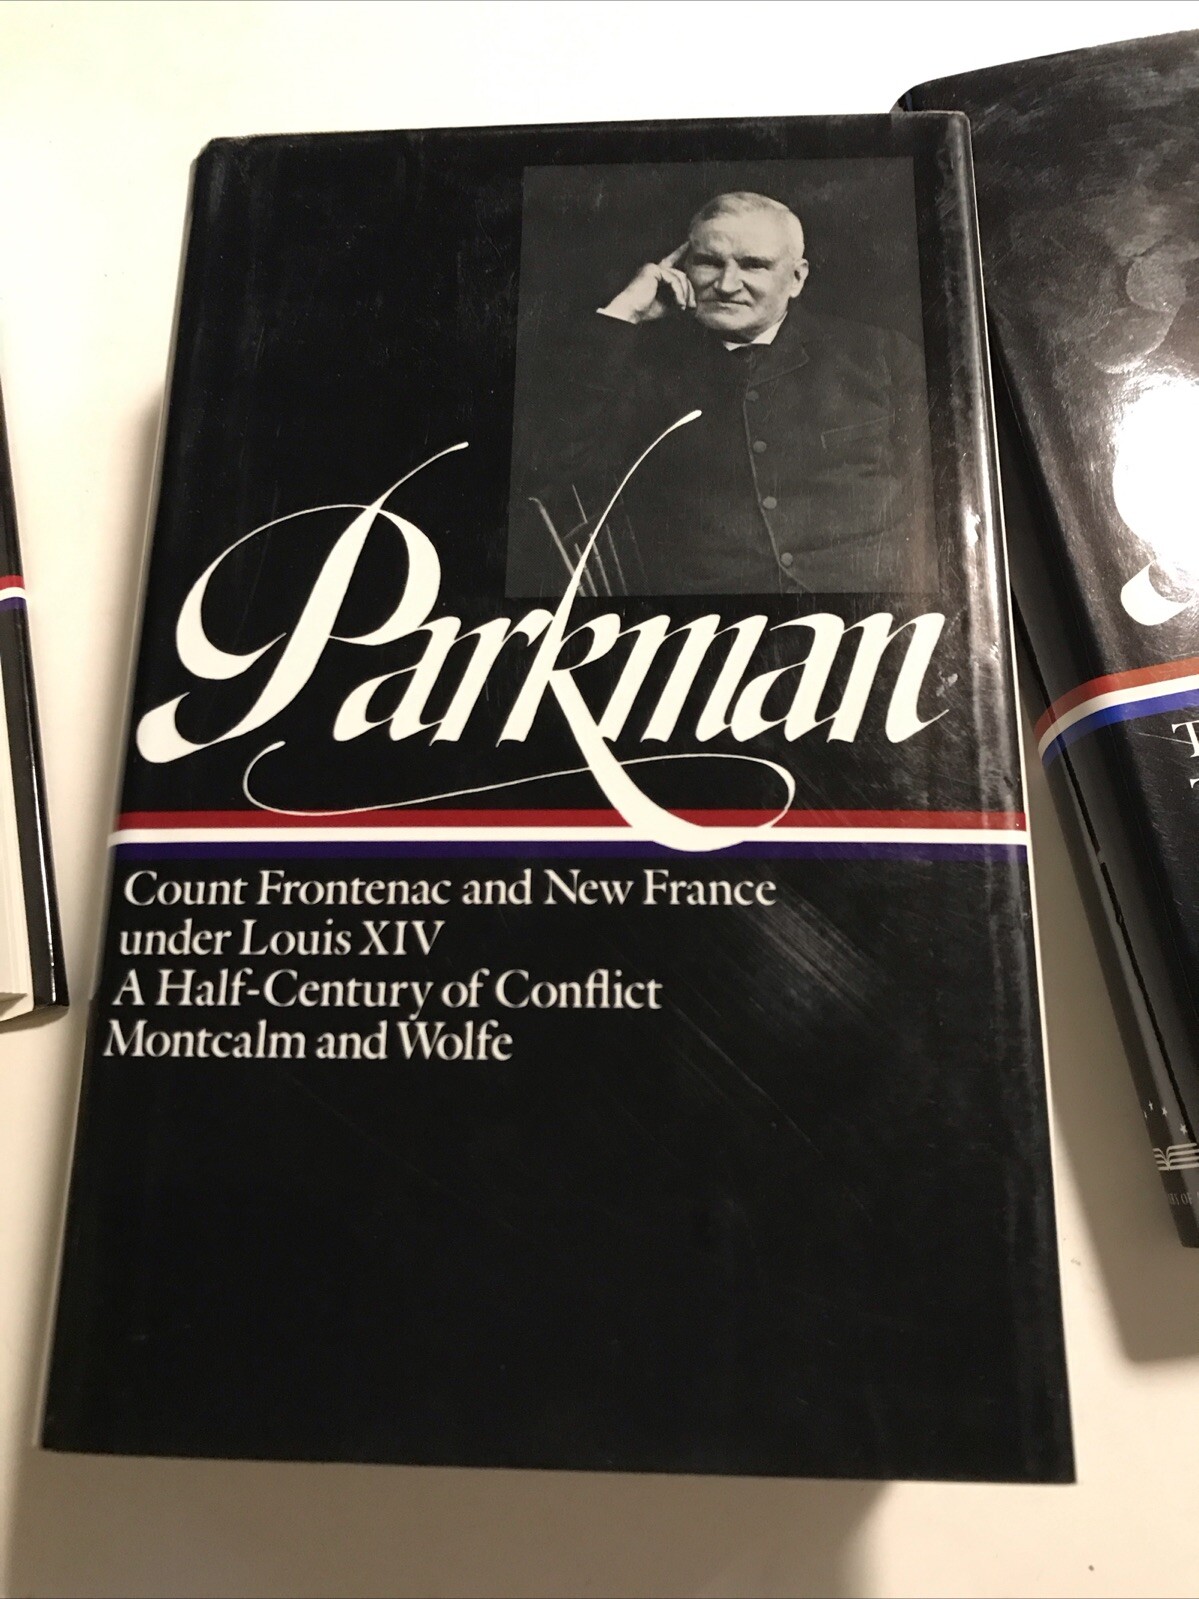 Parkman
Count Frontenac and New France
under Louis XIV
A Half-Century of Conflict
Montcalm and Wolfe